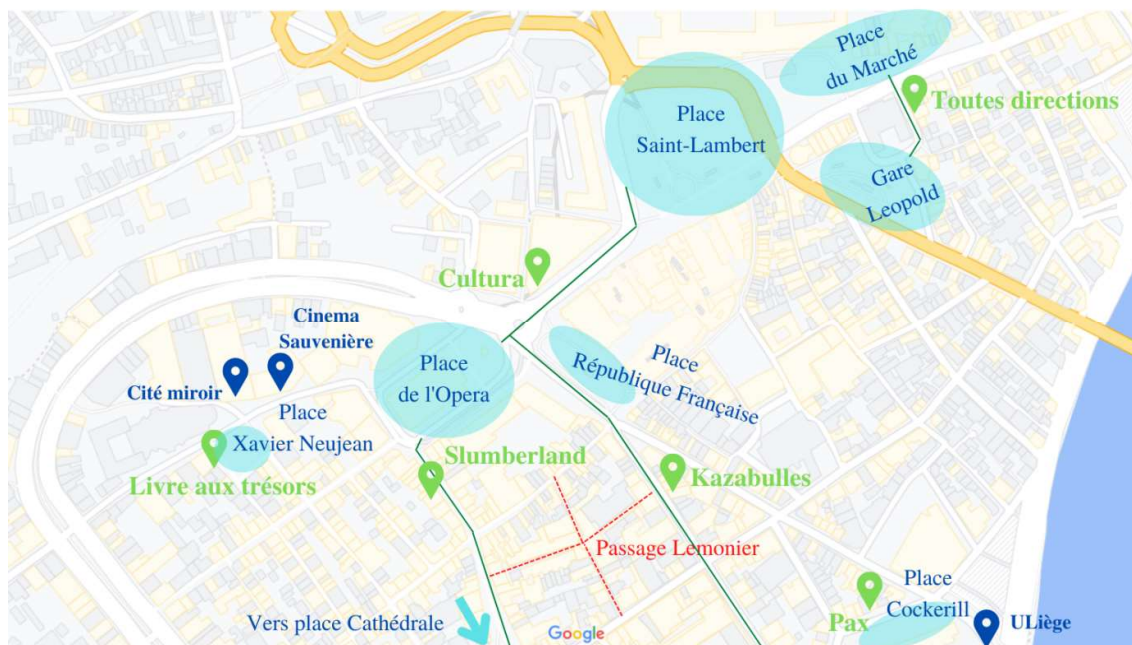 Place
du Marché
Toutes directions
Place
Saint-Lambert
Gare
Leopold
Cultura
Cinema
Sauvenière
Cité miroir
Place
Xavier Neujean
Livre aux trésors
Place
de l'Opera
Place
République Française
Slumberland
Kazabulles
Passage Lemonier
Vers place Cathédrale
Google
Place
Cockerill
Pax
ULiège